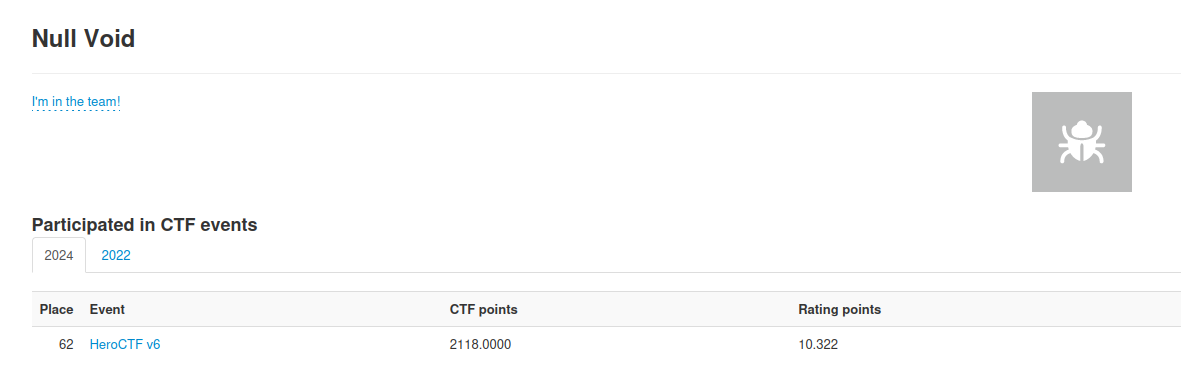 Null Void
I'm in the team!
Participated in CTF events
2024 2022
Place Event CTF points Rating points
62 HeroCTF v6 2118.0000 10.322